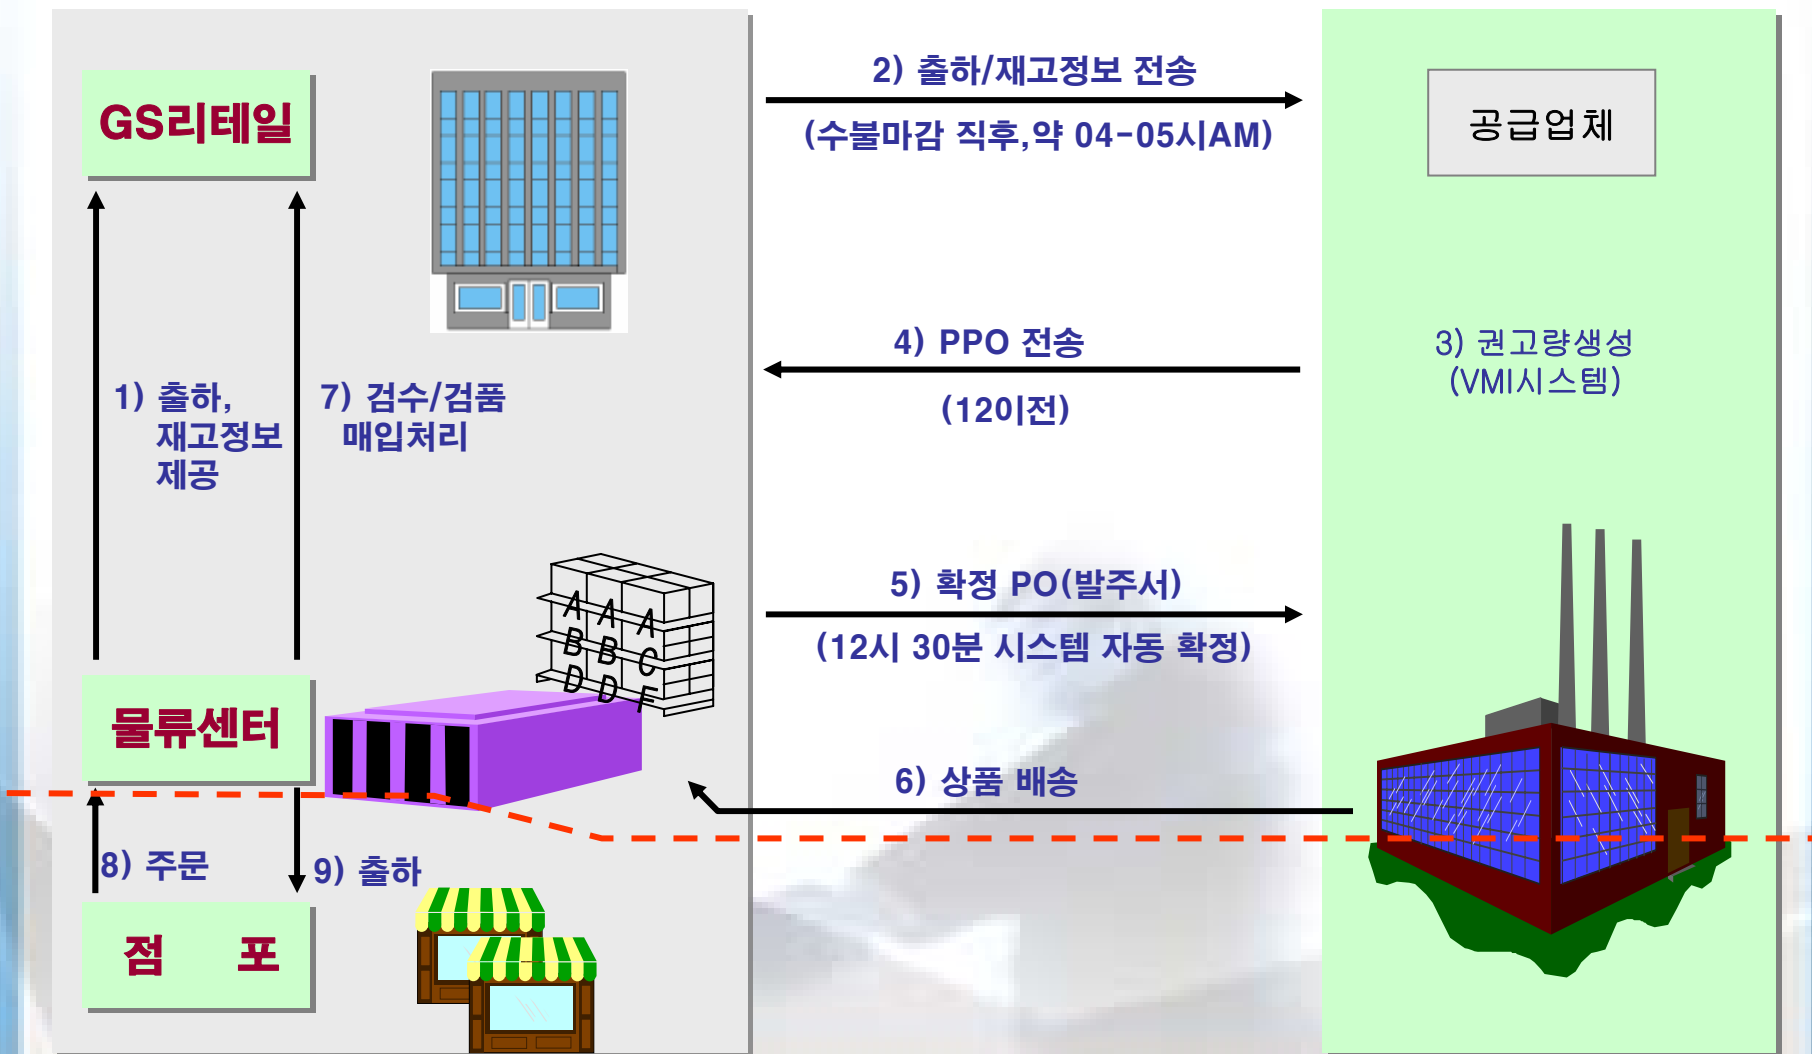 GS리테일
2) 출하/재고정보 전송
(수불마감 직후,약 04-05시AM)
공급업체
4) PPO 전송
(120이전)
3) 권고량생성
(VMI시스템)
1) 출하,
재고정보
제공
7) 검수/검품
매입처리
5) 확정 PO(발주서)
(12시 30분 시스템 자동 확정)
A A A
B B C
D D F
물류센터
6) 상품 배송
8) 주문
9) 출하
점 포